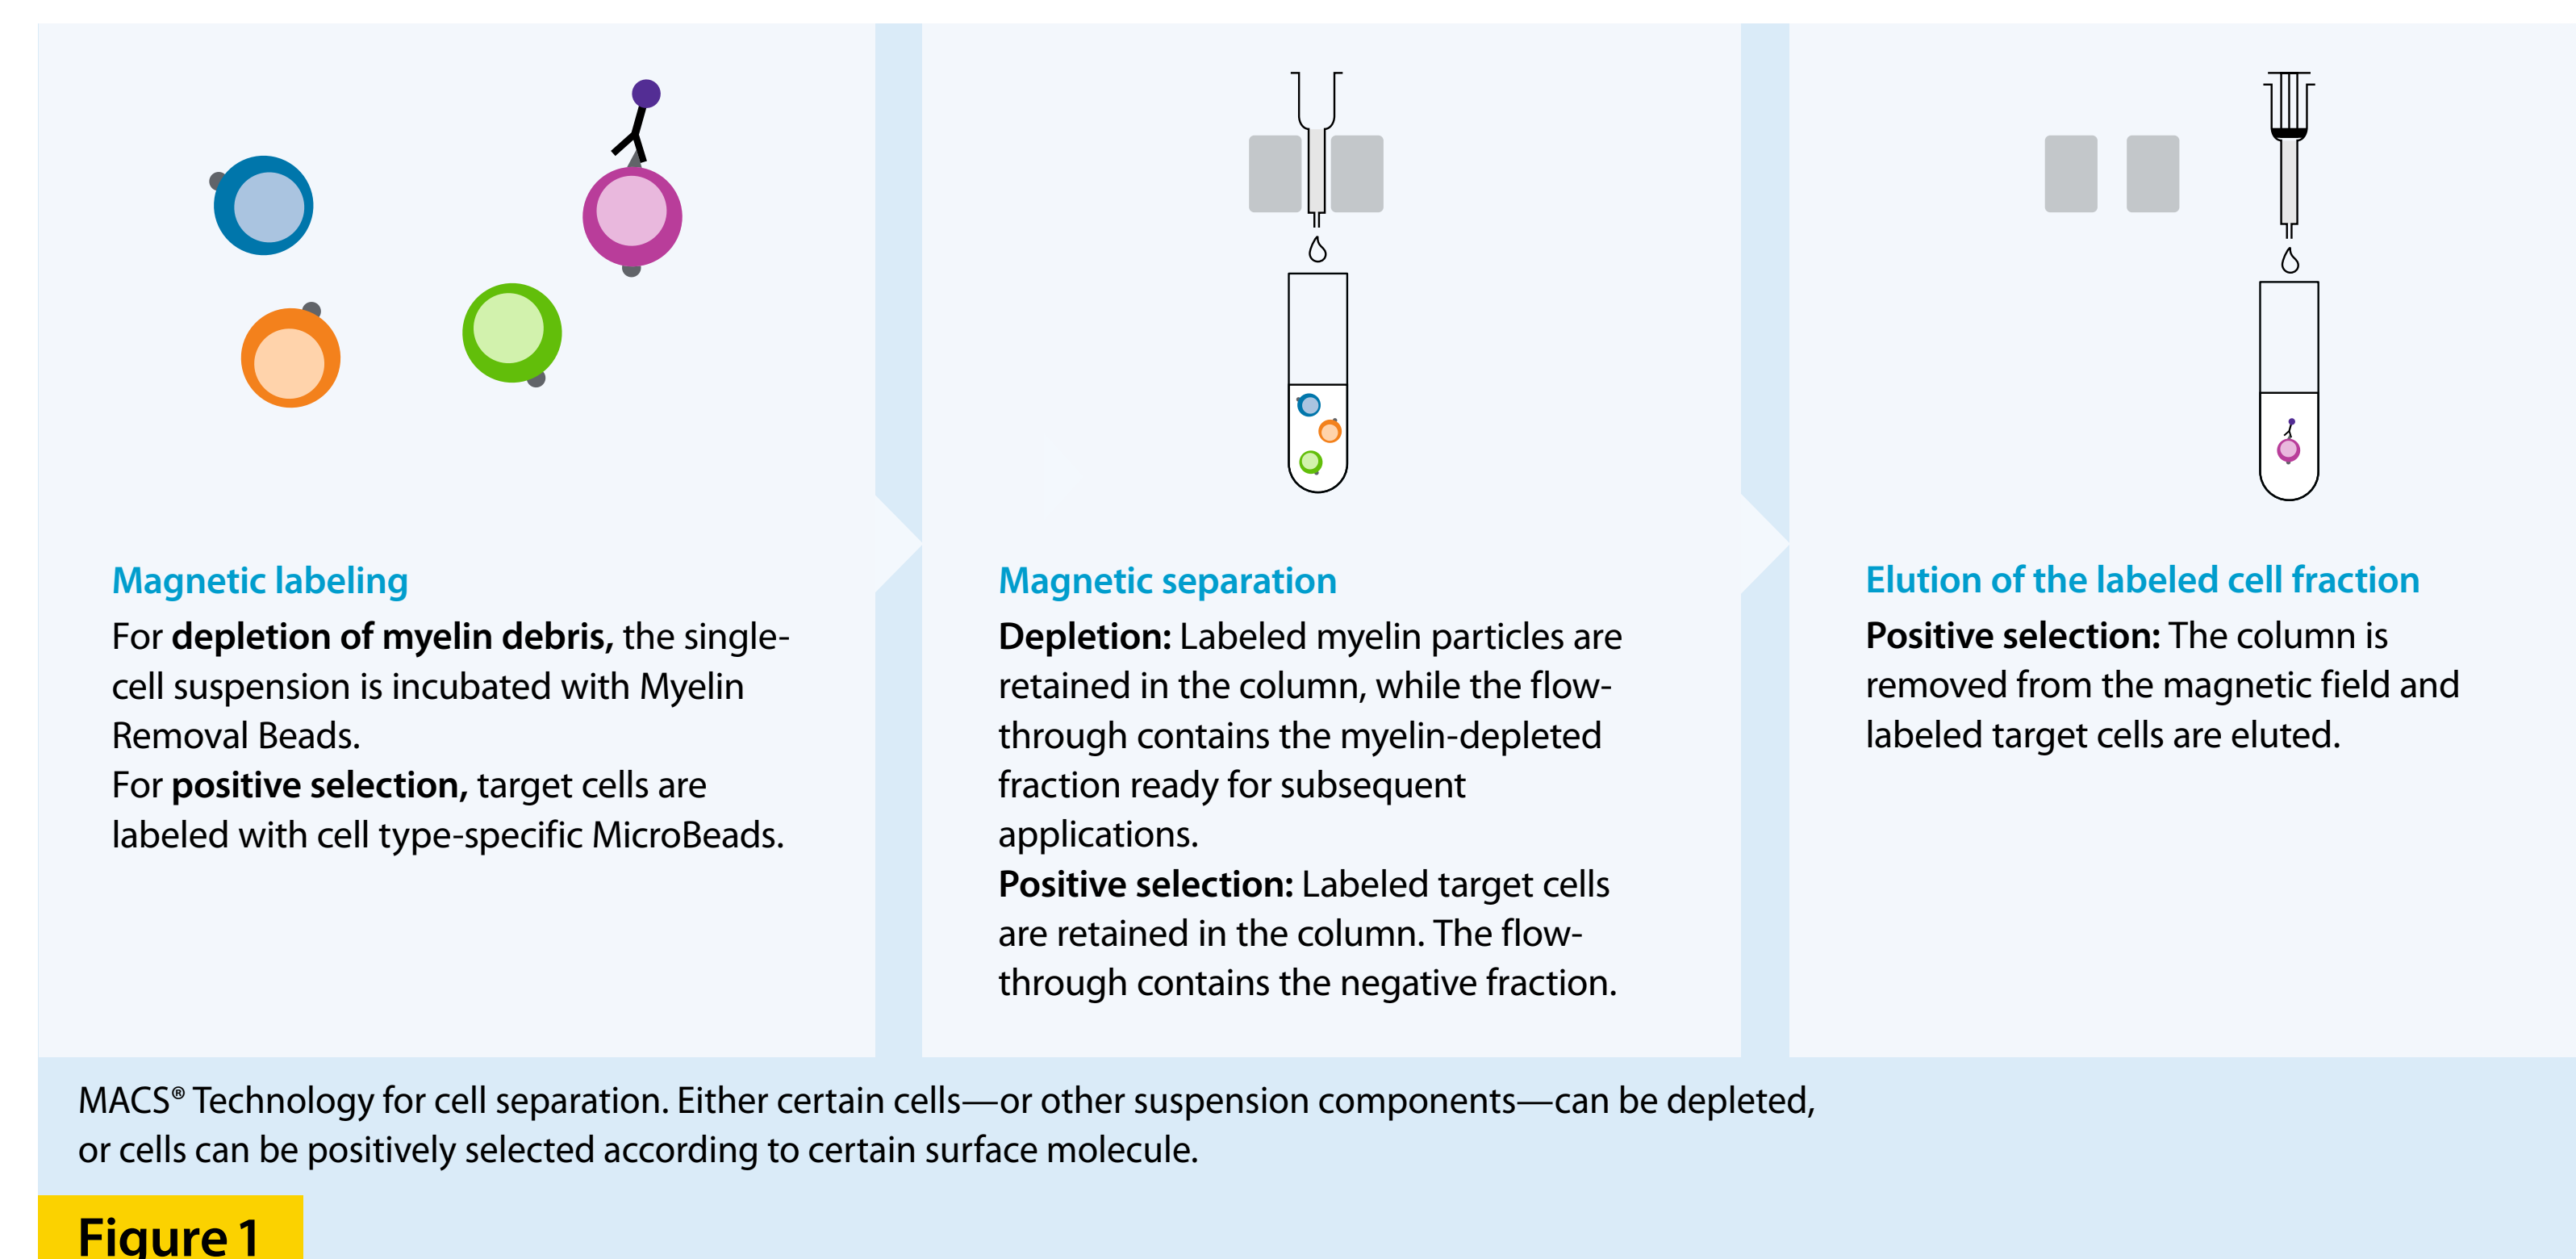 Magnetic labeling
For depletion of myelin debris, the single-
cell suspension is incubated with Myelin
Removal Beads.
For positive selection, target cells are
labeled with cell type-specific MicroBeads.
Magnetic separation
Depletion: Labeled myelin particles are
retained in the column, while the flow-
through contains the myelin-depleted
fraction ready for subsequent
applications.
Positive selection: Labeled target cells
are retained in the column. The flow-
through contains the negative fraction.
Elution of the labeled cell fraction
Positive selection: The column is
removed from the magnetic field and
labeled target cells are eluted.
MACS® Technology for cell separation. Either certain cells—or other suspension components—can be depleted,
or cells can be positively selected according to certain surface molecule.
Figure 1